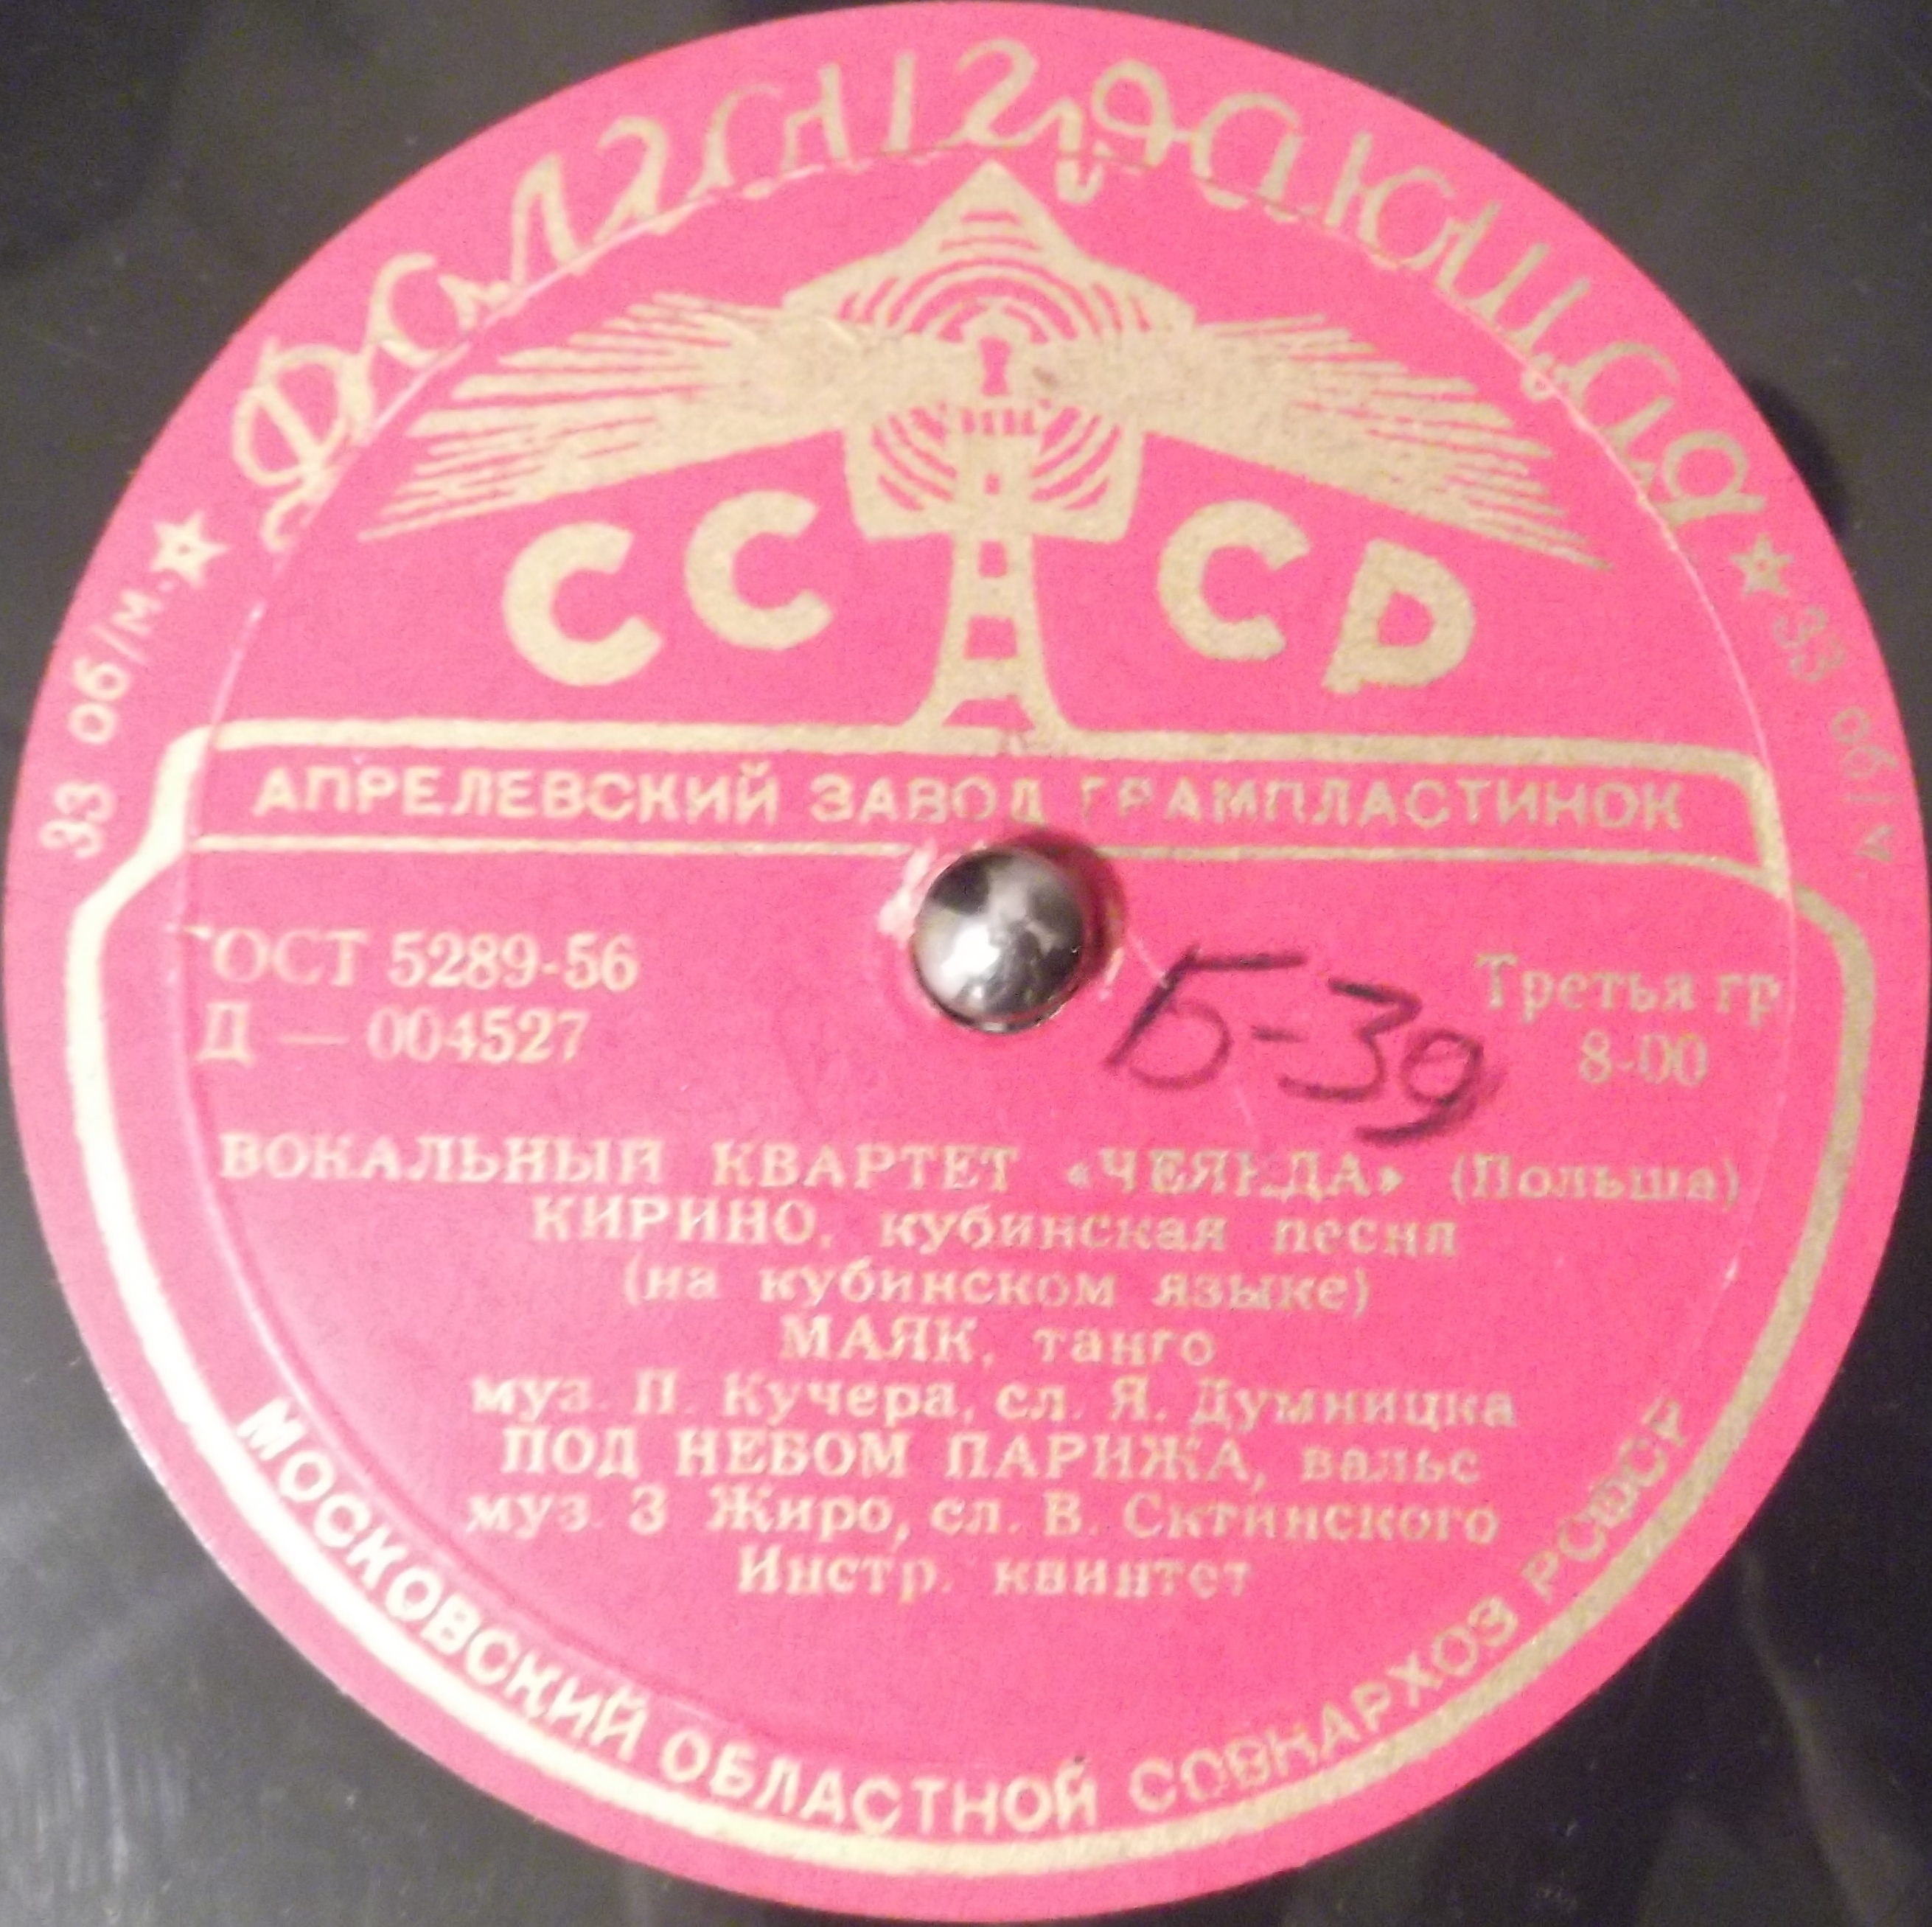 Долгоиграющая
33 об/м.
33 об/м
СССР
АПРЕЛЕВСКИЙ ЗАВОД ГРАМПЛАСТИНОК
ГОСТ 5289-56
Д — 004527
Б-39
Третья гр
8-00
ВОКАЛЬНЫЙ КВАРТЕТ «ЧЕЯНДА» (Польша)
КИРИНО, кубинская песня
(на кубинском языке)
МАЯК, танго
муз. П. Кучера, сл. Я. Думницка
ПОД НЕБОМ ПАРИЖА, вальс
муз. З Жиро, сл. В. Сктинского
Инстр. квинтет
МОСКОВСКИЙ ОБЛАСТНОЙ СОВНАРХОЗ РСФСР